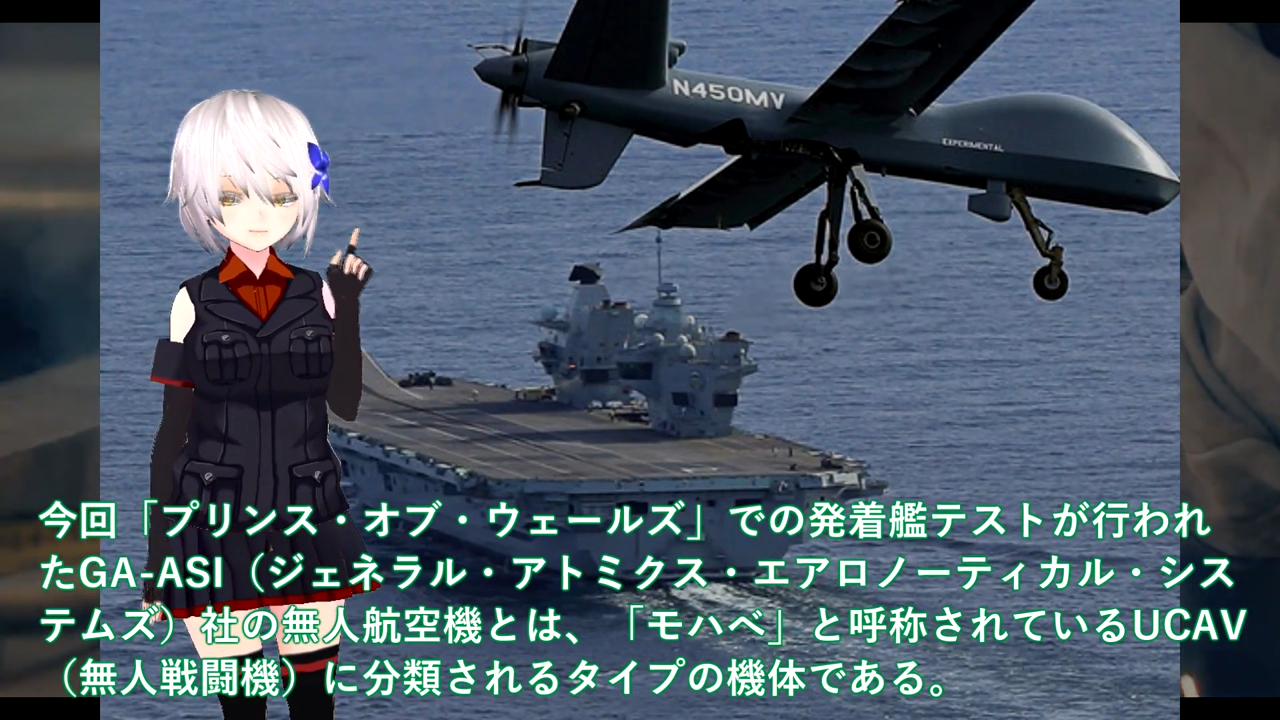 N450MV
EXPERIMENTAL
今回「プリンス・オブ・ウェールズ」での発着艦テストが行われ
たGA-ASI（ジェネラル・アトミクス・エアロノーティカル・シス
テムズ）社の無人航空機とは、「モハベ」と呼称されているUCAV
（無人戦闘機）に分類されるタイプの機体である。